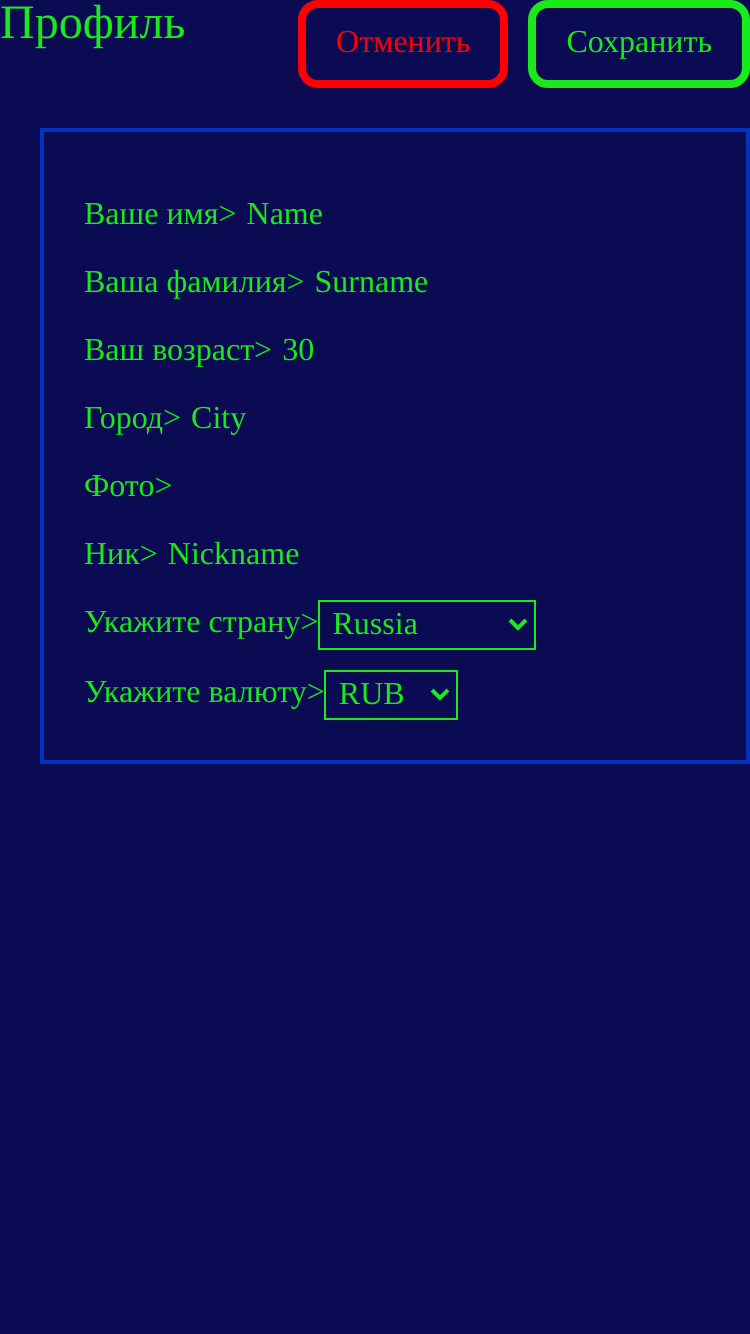 Профиль
Отменить
Сохранить
Ваше имя> Name
Ваша фамилия> Surname
Ваш возраст> 30
Город> City
Фото>
Ник> Nickname
Укажите страну> Russia
Укажите валюту> RUB